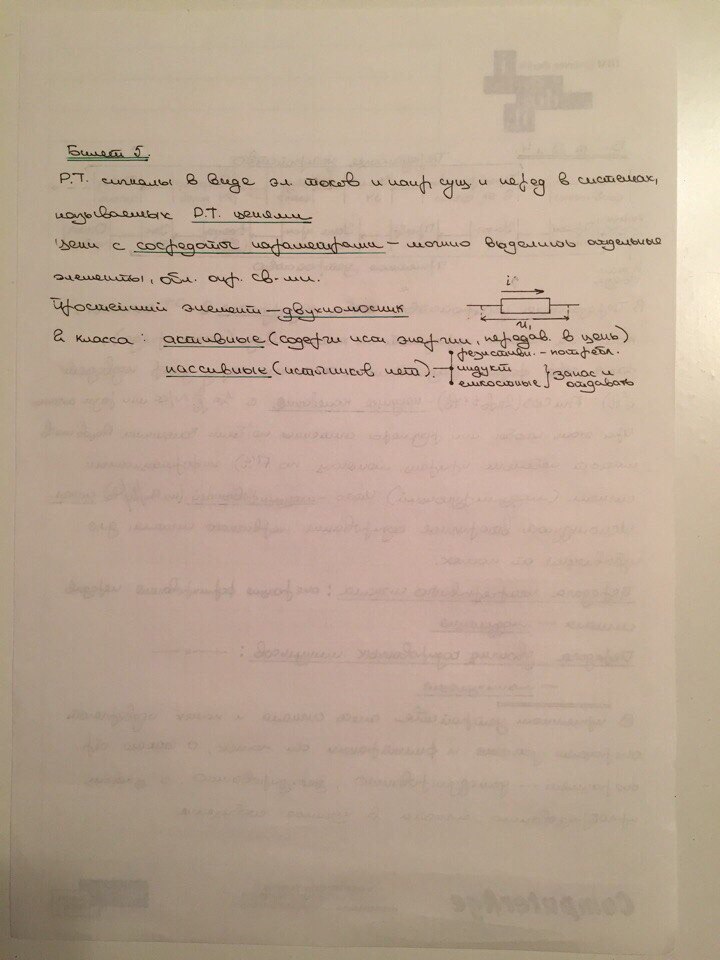 Билет 5.
Р.Т. сигналы в виде эл. токов и напр сущ. и перед в системах,
называемых Р.Т. цепями
Цепи с сосредоты параметрами – можно выделить отдельные
элементы, обл. опр. св-ми.
Простейший элемент – двухполюсник
i
u
2 класса: активные (содерж исти энергии, передав. в цепь)
пассивные (источников нет).
резистивн. – потребл.
индукт
емкостные } запас и
отдавать